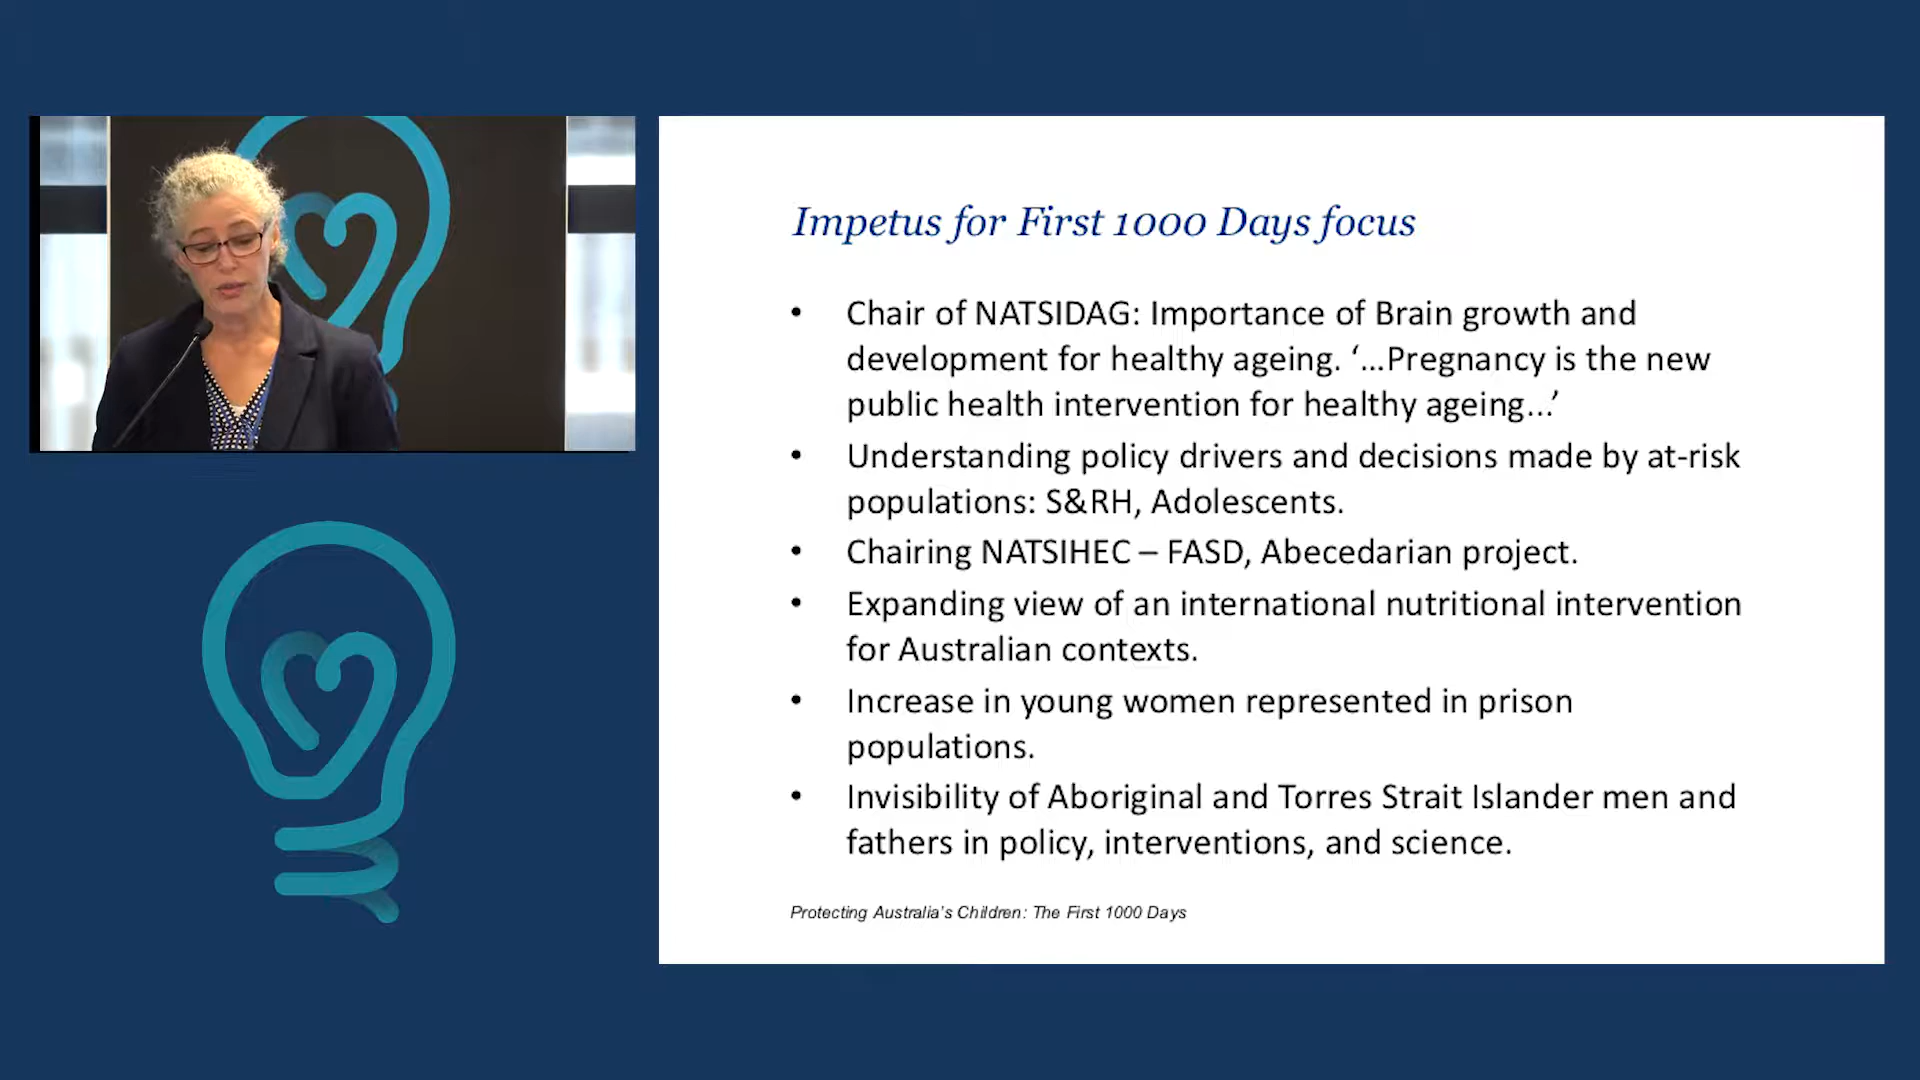 Impetus for First 1000 Days focus
• Chair of NATSIDAG: Importance of Brain growth and
development for healthy ageing. ‘...Pregnancy is the new
public health intervention for healthy ageing...’
• Understanding policy drivers and decisions made by at-risk
populations: S&RH, Adolescents.
• Chairing NATSIHEC – FASD, Abecedarian project.
• Expanding view of an international nutritional intervention
for Australian contexts.
• Increase in young women represented in prison
populations.
• Invisibility of Aboriginal and Torres Strait Islander men and
fathers in policy, interventions, and science.
Protecting Australia’s Children: The First 1000 Days